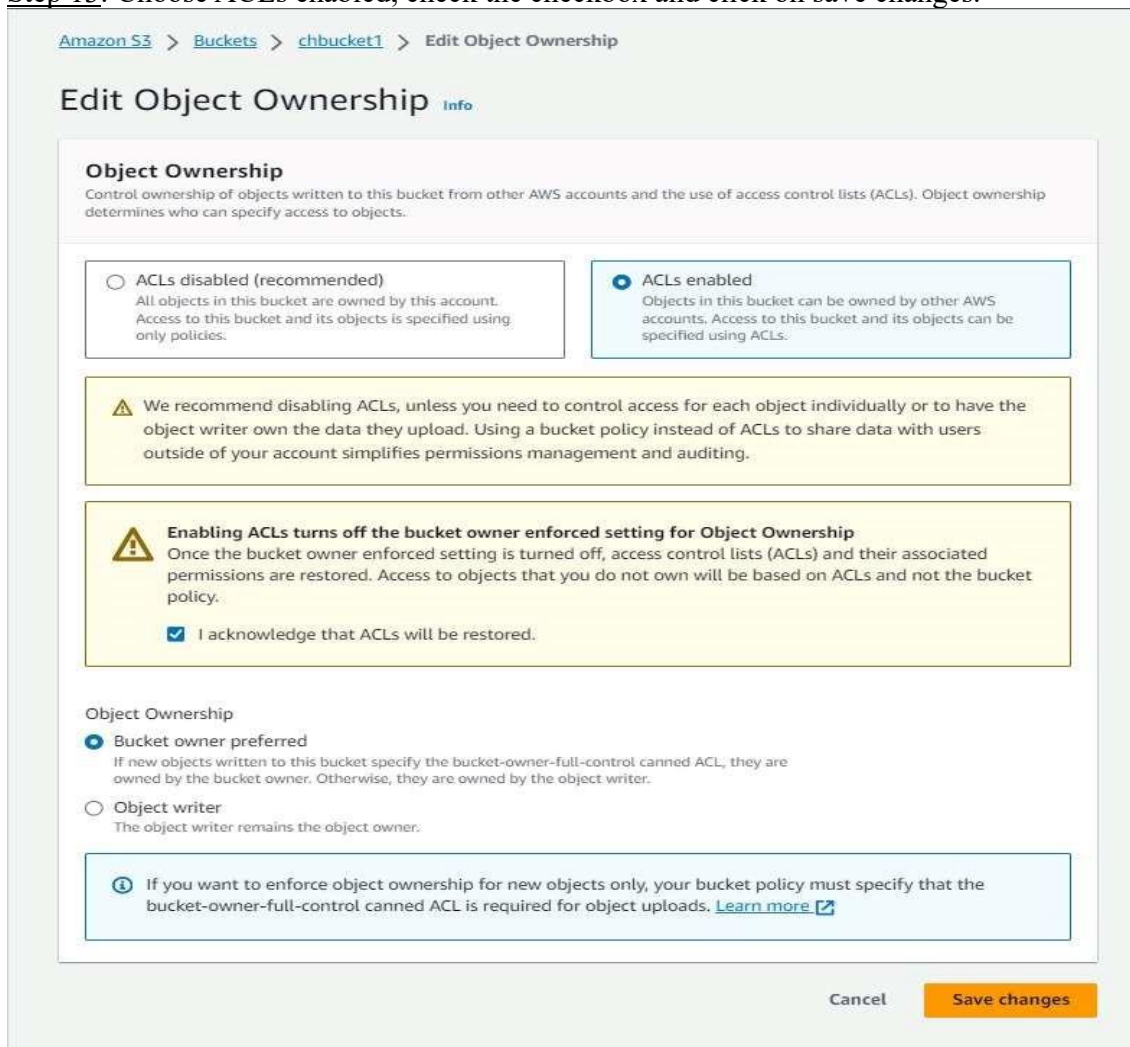 Step 15: Choose ACLs enabled, check the checkbox and click on save changes.
Amazon S3 > Buckets > chbucket1 > Edit Object Ownership
Edit Object Ownership Info
Object Ownership
Control ownership of objects written to this bucket from other AWS accounts and the use of access control lists (ACLs). Object ownership
determines who can specify access to objects.
ACLs disabled (recommended)
All objects in this bucket are owned by this account.
Access to this bucket and its objects is specified using
only policies.
ACLs enabled
Objects in this bucket can be owned by other AWS
accounts. Access to this bucket and its objects can be
specified using ACLs.
We recommend disabling ACLs, unless you need to control access for each object individually or to have the
object writer own the data they upload. Using a bucket policy instead of ACLs to share data with users
outside of your account simplifies permissions management and auditing.
Enabling ACLs turns off the bucket owner enforced setting for Object Ownership
Once the bucket owner enforced setting is turned off, access control lists (ACLs) and their associated
permissions are restored. Access to objects that you do not own will be based on ACLs and not the bucket
policy.
I acknowledge that ACLs will be restored.
Object Ownership
Bucket owner preferred
If new objects written to this bucket specify the bucket-owner-full-control canned ACL, they are
owned by the bucket owner. Otherwise, they are owned by the object writer.
Object writer
The object writer remains the object owner.
If you want to enforce object ownership for new objects only, your bucket policy must specify that the
bucket-owner-full-control canned ACL is required for object uploads. Learn more
Cancel Save changes